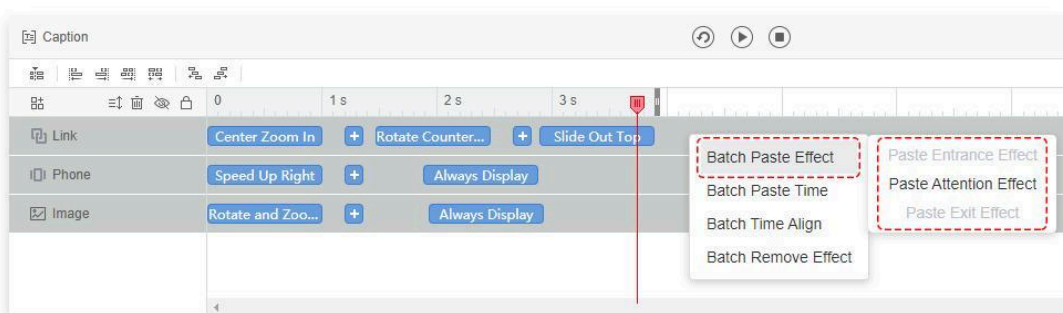 Caption
0 1 s 2 s 3 s
Link Center Zoom In Rotate Counter... Slide Out Top
Batch Paste Effect Paste Entrance Effect
Phone Speed Up Right Always Display
Batch Paste Time Paste Attention Effect
Image Rotate and Zoo... Always Display
Batch Time Align Paste Exit Effect
Batch Remove Effect